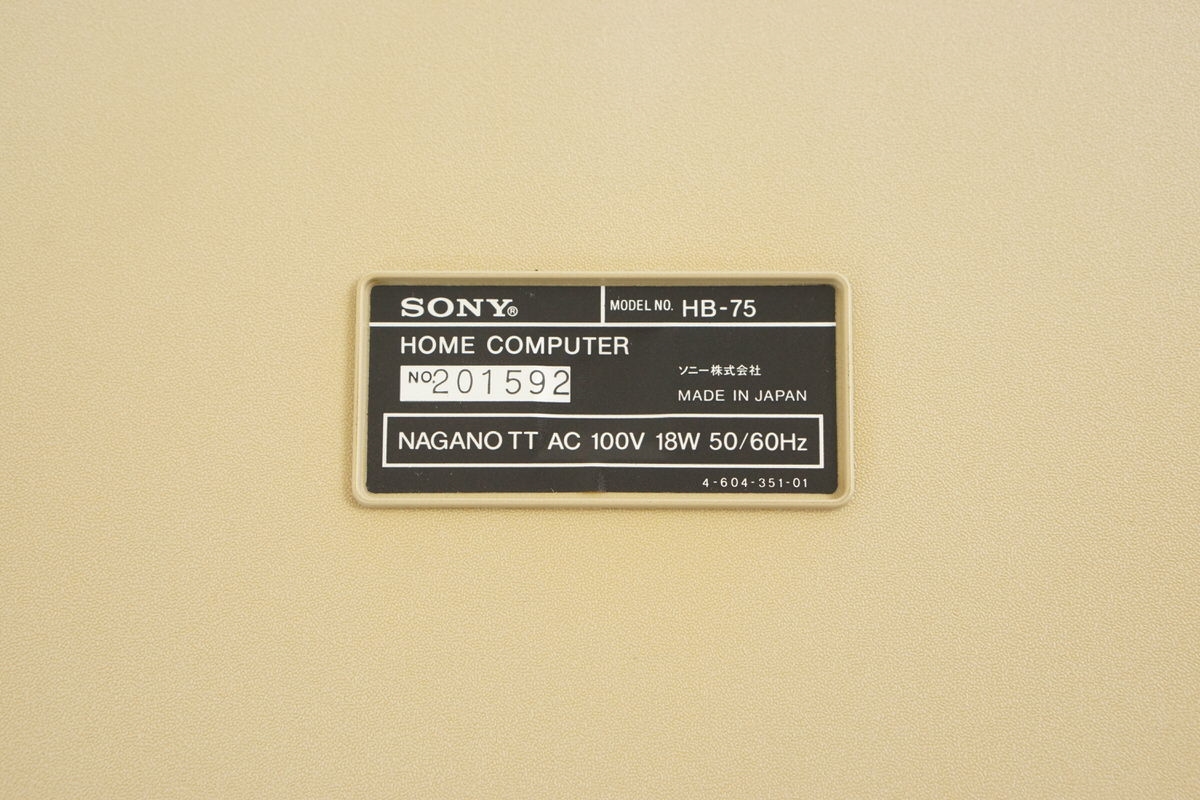 SONY® MODEL NO. HB-75
HOME COMPUTER
NO.201592
ソニー株式会社
MADE IN JAPAN
NAGANO TT AC 100V 18W 50/60Hz
4-604-351-01